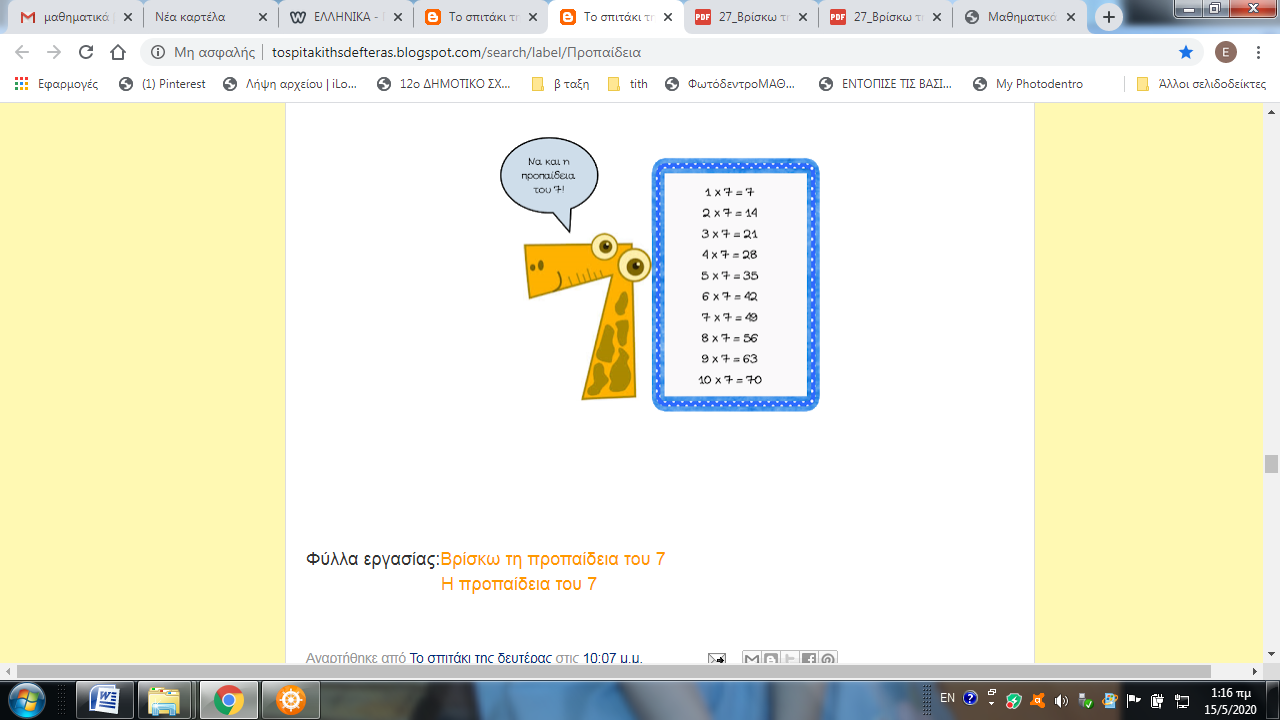 μαθηματικά
Νέα καρτέλα
ΕΛΛΗΝΙΚΑ -
Το σπιτάκι τη
Το σπιτάκι τη
PDF 27_Βρίσκω τη
PDF
Μαθηματικά
Μη ασφαλής | tospitakithsdefteras.blogspot.com/search/label/Προπαίδεια
E
Εφαρμογές
(1) Pinterest
Λήψη αρχείου | iLo...
12ο ΔΗΜΟΤΙΚΟ ΣΧ...
β ταξη
tith
ΦωτόδεντροΜΑΘ...
ΕΝΤΟΠΙΣΕ ΤΙΣ ΒΑΣΙ...
My Photodentro
Άλλοι σελιδοδείκτες
Να και η
προπαίδεια
του 7!
1 x 7 = 7
2 x 7 = 14
3 x 7 = 21
4 x 7 = 28
5 x 7 = 35
6 x 7 = 42
7 x 7 = 49
8 x 7 = 56
9 x 7 = 63
10 x 7 = 70
Φύλλα εργασίας:Βρίσκω τη προπαίδεια του 7
Η προπαίδεια του 7
Αναρτήθηκε από Το σπιτάκι της δευτέρας στις 10:07 μ.μ.
EN
1:16 πμ
15/5/2020